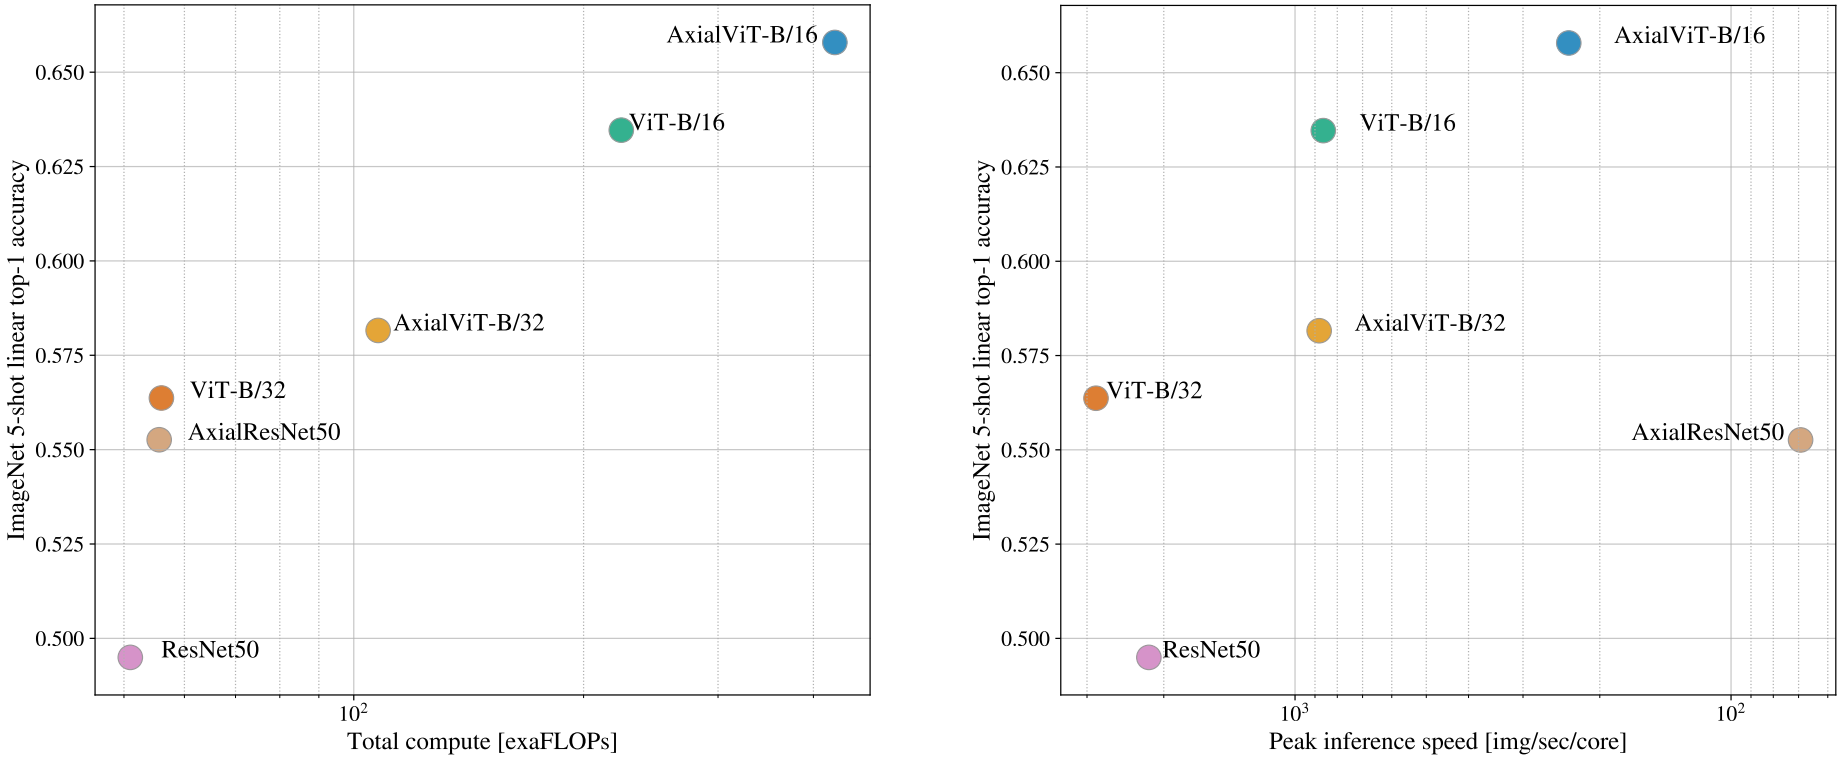 AxialViT-B/16
ViT-B/16
AxialViT-B/32
ViT-B/32
AxialResNet50
ResNet50
0.650
0.625
0.600
0.575
0.550
0.525
0.500
ImageNet 5-shot linear top-1 accuracy
10²
Total compute [exaFLOPs]
AxialViT-B/16
ViT-B/16
AxialViT-B/32
ViT-B/32
AxialResNet50
ResNet50
0.650
0.625
0.600
0.575
0.550
0.525
0.500
ImageNet 5-shot linear top-1 accuracy
10³
10²
Peak inference speed [img/sec/core]